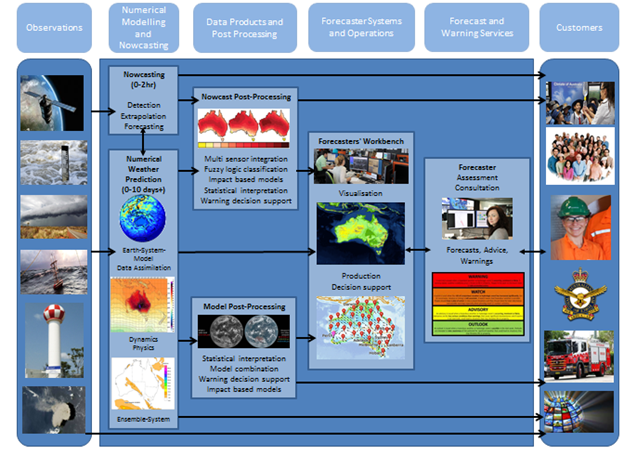 Observations
Numerical
Modelling
and
Nowcasting
Data Products and
Post Processing
Forecaster Systems
and Operations
Forecast and
Warning Services
Customers
Nowcasting
(0-2hr)
Detection
Extrapolation
Forecasting
Numerical
Weather
Prediction
(0-10 days+)
Earth-System-
Model
Data Assimilation
Dynamics
Physics
Ensemble-System
Nowcast Post-Processing
Multi sensor integration
Fuzzy logic classification
Impact based models
Statistical interpretation
Warning decision support
Model Post-Processing
Statistical interpretation
Model combination
Warning decision support
Impact based models
Forecasters' Workbench
Visualisation
Production
Decision support
Forecaster
Assessment
Consultation
Forecasts, Advice,
Warnings
WARNING
WATCH
ADVISORY
OUTLOOK